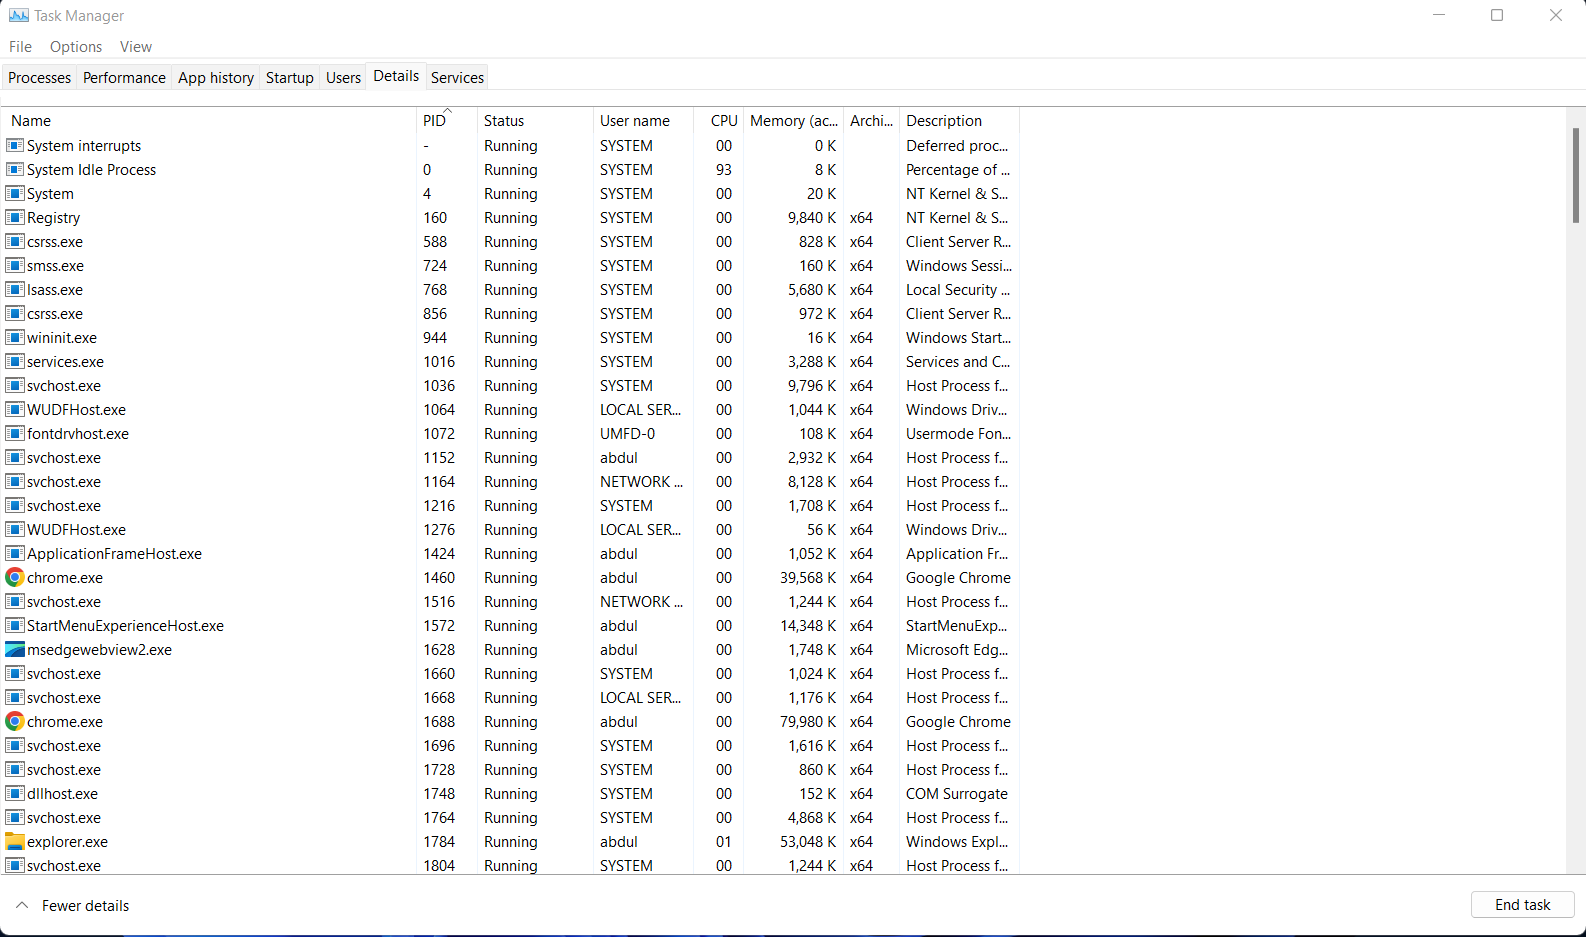 Task Manager
File Options View
Processes Performance App history Startup Users Details Services
Name PID Status User name CPU Memory (ac... Archi... Description
System interrupts - Running SYSTEM 00 0 K Deferred proc...
System Idle Process 0 Running SYSTEM 93 8 K Percentage of ...
System 4 Running SYSTEM 00 20 K NT Kernel & S...
Registry 160 Running SYSTEM 00 9,840 K x64 NT Kernel & S...
csrss.exe 588 Running SYSTEM 00 828 K x64 Client Server R...
smss.exe 724 Running SYSTEM 00 160 K x64 Windows Sessi...
lsass.exe 768 Running SYSTEM 00 5,680 K x64 Local Security ...
csrss.exe 856 Running SYSTEM 00 972 K x64 Client Server R...
wininit.exe 944 Running SYSTEM 00 16 K x64 Windows Start...
services.exe 1016 Running SYSTEM 00 3,288 K x64 Services and C...
svchost.exe 1036 Running SYSTEM 00 9,796 K x64 Host Process f...
WUDFHost.exe 1064 Running LOCAL SER... 00 1,044 K x64 Windows Driv...
fontdrvhost.exe 1072 Running UMFD-0 00 108 K x64 Usermode Fon...
svchost.exe 1152 Running abdul 00 2,932 K x64 Host Process f...
svchost.exe 1164 Running NETWORK ... 00 8,128 K x64 Host Process f...
svchost.exe 1216 Running SYSTEM 00 1,708 K x64 Host Process f...
WUDFHost.exe 1276 Running LOCAL SER... 00 56 K x64 Windows Driv...
ApplicationFrameHost.exe 1424 Running abdul 00 1,052 K x64 Application Fr...
chrome.exe 1460 Running abdul 00 39,568 K x64 Google Chrome
svchost.exe 1516 Running NETWORK ... 00 1,244 K x64 Host Process f...
StartMenuExperienceHost.exe 1572 Running abdul 00 14,348 K x64 StartMenuExp...
msedgewebview2.exe 1628 Running abdul 00 1,748 K x64 Microsoft Edg...
svchost.exe 1660 Running SYSTEM 00 1,024 K x64 Host Process f...
svchost.exe 1668 Running LOCAL SER... 00 1,176 K x64 Host Process f...
chrome.exe 1688 Running abdul 00 79,980 K x64 Google Chrome
svchost.exe 1696 Running SYSTEM 00 1,616 K x64 Host Process f...
svchost.exe 1728 Running SYSTEM 00 860 K x64 Host Process f...
dllhost.exe 1748 Running SYSTEM 00 152 K x64 COM Surrogate
svchost.exe 1764 Running SYSTEM 00 4,868 K x64 Host Process f...
explorer.exe 1784 Running abdul 01 53,048 K x64 Windows Expl...
svchost.exe 1804 Running SYSTEM 00 1,244 K x64 Host Process f...
Fewer details End task